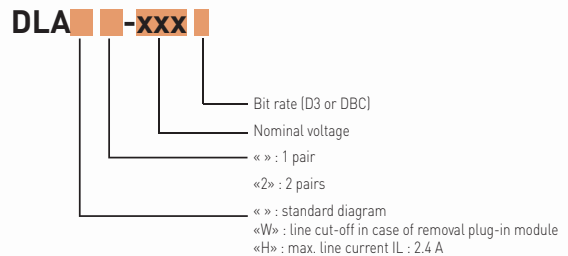 DLA -xxx
Bit rate (D3 or DBC)
Nominal voltage
« » : 1 pair
«2» : 2 pairs
« » : standard diagram
«W» : line cut-off in case of removal plug-in module
«H» : max. line current IL : 2.4 A